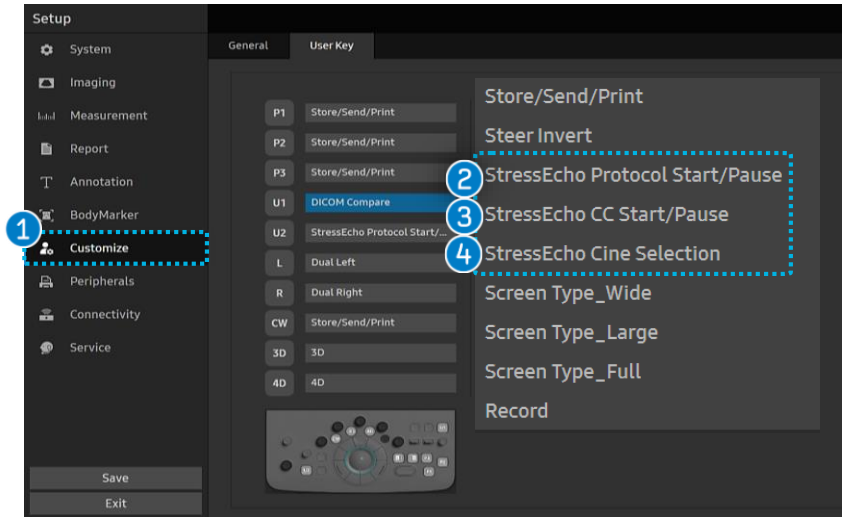 Setup
System
Imaging
Measurement
Report
T Annotation
BodyMarker
1
Customize
Peripherals
Connectivity
Service
Save
Exit
General User Key
P1 Store/Send/Print
P2 Store/Send/Print
P3 Store/Send/Print
U1 DICOM Compare
U2 StressEcho Protocol Start/...
L Dual Left
R Dual Right
CW Store/Send/Print
3D 3D
4D 4D
Store/Send/Print
Steer Invert
2 StressEcho Protocol Start/Pause
3 StressEcho CC Start/Pause
4 StressEcho Cine Selection
Screen Type_Wide
Screen Type_Large
Screen Type_Full
Record